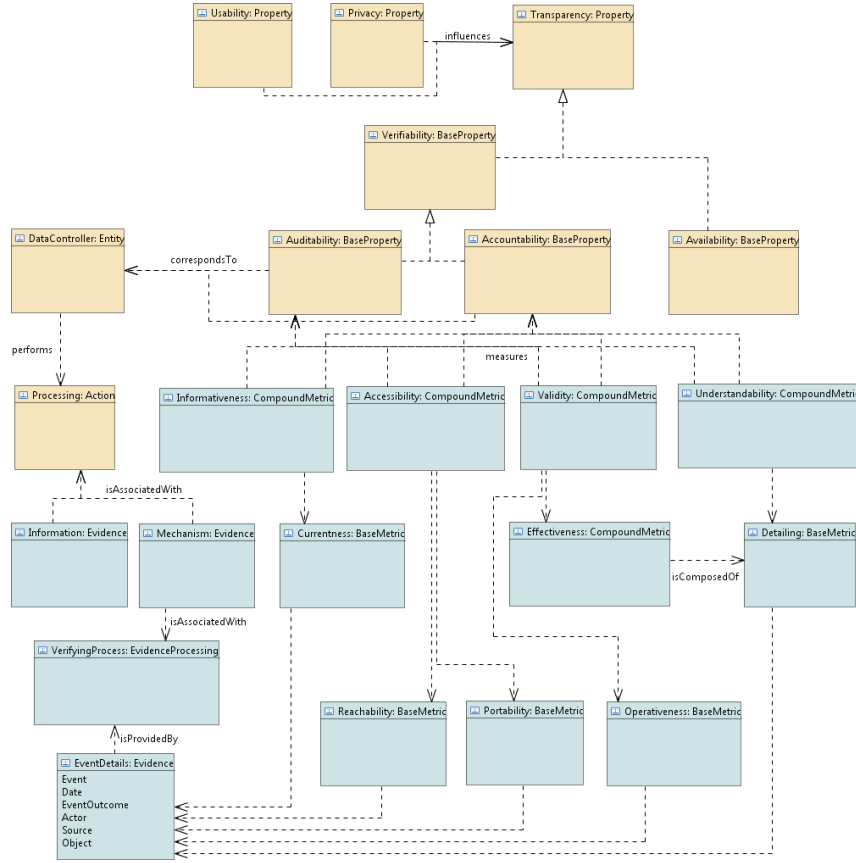 Usability: Property
Privacy: Property
Transparency: Property
influences
Verifiability: BaseProperty
DataController: Entity
Auditability: BaseProperty
Accountability: BaseProperty
Availability: BaseProperty
correspondsTo
performs
measures
Processing: Action
Informativeness: CompoundMetric
Accessibility: CompoundMetric
Validity: CompoundMetric
Understandability: CompoundMetric
isAssociatedWith
Information: Evidence
Mechanism: Evidence
Currentness: BaseMetric
Effectiveness: CompoundMetric
Detailing: BaseMetric
isComposedOf
isAssociatedWith
VerifyingProcess: EvidenceProcessing
Reachability: BaseMetric
Portability: BaseMetric
Operativeness: BaseMetric
isProvidedBy
EventDetails: Evidence
Event
Date
EventOutcome
Actor
Source
Object